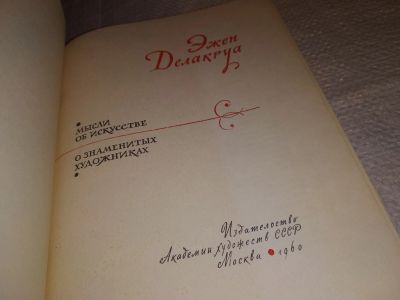 Эжен
Делакруа
• МЫСЛИ
ОБ ИСКУССТВЕ
О ЗНАМЕНИТЫХ
ХУДОЖНИКАХ
•
Издательство
Академии художеств СССР
Москва • 1960